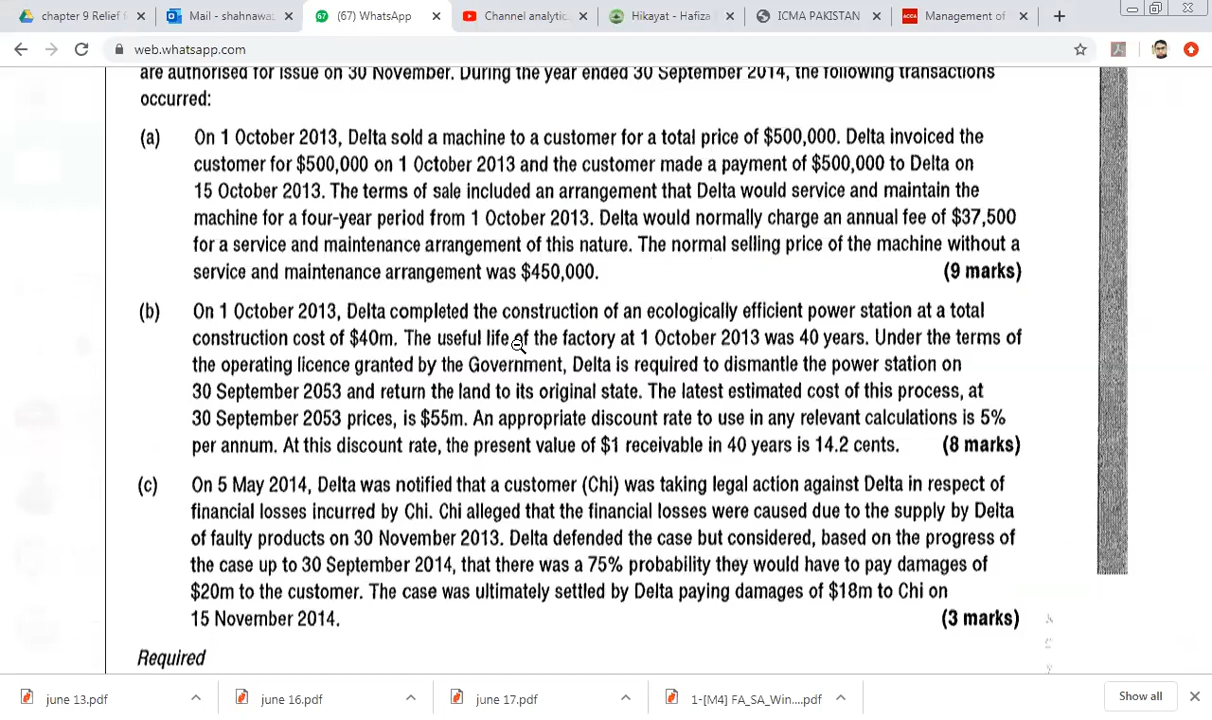 chapter 9 Relief f
Mail - shahnawa
(67) WhatsApp
Channel analytic
Hikayat - Hafiza
ICMA PAKISTAN
Management of
web.whatsapp.com
are authorised for issue on 30 November. During the year ended 30 September 2014, the following transactions
occurred:
(a) On 1 October 2013, Delta sold a machine to a customer for a total price of $500,000. Delta invoiced the
customer for $500,000 on 1 October 2013 and the customer made a payment of $500,000 to Delta on
15 October 2013. The terms of sale included an arrangement that Delta would service and maintain the
machine for a four-year period from 1 October 2013. Delta would normally charge an annual fee of $37,500
for a service and maintenance arrangement of this nature. The normal selling price of the machine without a
service and maintenance arrangement was $450,000. (9 marks)
(b) On 1 October 2013, Delta completed the construction of an ecologically efficient power station at a total
construction cost of $40m. The useful life of the factory at 1 October 2013 was 40 years. Under the terms of
the operating licence granted by the Government, Delta is required to dismantle the power station on
30 September 2053 and return the land to its original state. The latest estimated cost of this process, at
30 September 2053 prices, is $55m. An appropriate discount rate to use in any relevant calculations is 5%
per annum. At this discount rate, the present value of $1 receivable in 40 years is 14.2 cents. (8 marks)
(c) On 5 May 2014, Delta was notified that a customer (Chi) was taking legal action against Delta in respect of
financial losses incurred by Chi. Chi alleged that the financial losses were caused due to the supply by Delta
of faulty products on 30 November 2013. Delta defended the case but considered, based on the progress of
the case up to 30 September 2014, that there was a 75% probability they would have to pay damages of
$20m to the customer. The case was ultimately settled by Delta paying damages of $18m to Chi on
15 November 2014. (3 marks)
Required
june 13.pdf
june 16.pdf
june 17.pdf
1-[M4] FA_SA_Win....pdf
Show all